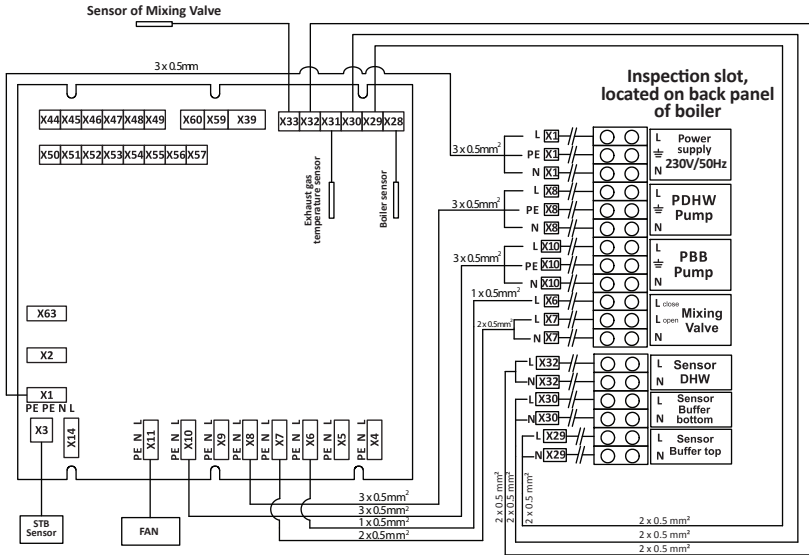 Sensor of Mixing Valve
3 x 0.5mm
Inspection slot,
located on back panel
of boiler
X44 X45 X46 X47 X48 X49
X60 X59 X39
X33 X32 X31 X30 X29 X28
X50 X51 X52 X53 X54 X55 X56 X57
Exhaust gas
temperature sensor
Boiler sensor
3 x 0.5mm²
L X1
PE X1
N X1
L
N
Power
supply
230V/50Hz
3 x 0.5mm²
L X8
PE X8
N X8
L
N
PDHW
Pump
3 x 0.5mm²
L X10
PE X10
N X10
L
N
PBB
Pump
1 x 0.5mm²
L X6
2 x 0.5mm²
L X7
N X7
L close
L open
N
Mixing
Valve
L X32
N X32
L
N
Sensor
DHW
L X30
N X30
L
N
Sensor
Buffer
bottom
L X29
N X29
L
N
Sensor
Buffer top
X63
X2
X1
PE PE N L
X3
X14
PE N L X11
PE N L X10
PE N L X9
PE N L X8
PE N L X7
PE N L X6
PE N L X5
PE N L X4
STB
Sensor
FAN
3 x 0.5mm²
3 x 0.5mm²
1 x 0.5mm²
2 x 0.5mm²
2 x 0.5 mm²
2 x 0.5 mm²
2 x 0.5 mm²
2 x 0.5 mm²
2 x 0.5 mm²
2 x 0.5 mm²